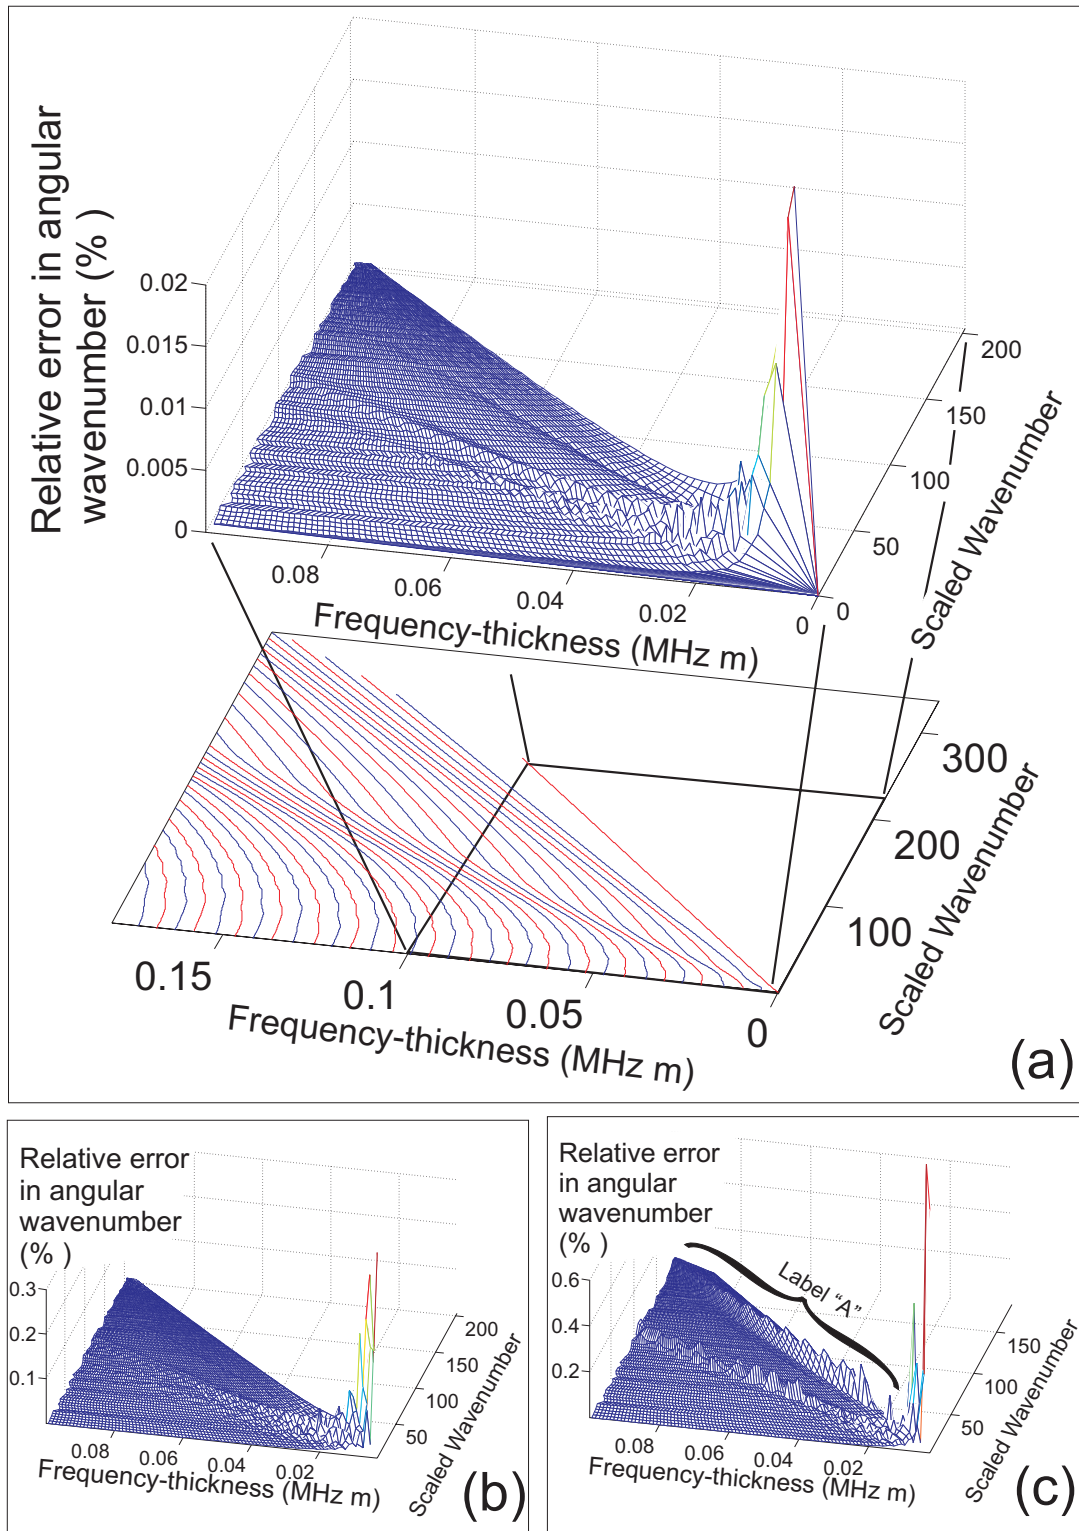 Relative error in angular
wavenumber (% )
0.02
0.015
0.01
0.005
0
0.08
0.06
0.04
0.02
0
Frequency-thickness (MHz m)
0
50
100
150
200
Scaled Wavenumber
0.15
0.1
0.05
0
Frequency-thickness (MHz m)
100
200
300
Scaled Wavenumber
(a)
Relative error
in angular
wavenumber
(% )
0.3
0.2
0.1
0.08
0.06
0.04
0.02
Frequency-thickness (MHz m)
50
100
150
200
Scaled Wavenumber
(b)
Relative error
in angular
wavenumber
(% )
0.6
0.4
0.2
Label “A”
0.08
0.06
0.04
0.02
Frequency-thickness (MHz m)
50
100
150
Scaled Wavenumber
(c)